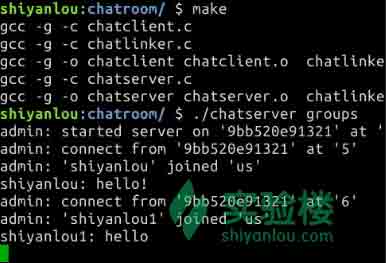 shiyanlou:chatroom/ $ make
gcc -g -c chatclient.c
gcc -g -c chatlinker.c
gcc -g -o chatclient chatclient.o  chatlinke
gcc -g -c chatserver.c
gcc -g -o chatserver chatserver.o  chatlinke
shiyanlou:chatroom/ $ ./chatserver groups
admin: started server on '9bb520e91321' at '
admin: connect from '9bb520e91321' at '5'
admin: 'shiyanlou' joined 'us'
shiyanlou: hello!
admin: connect from '9bb520e91321' at '6'
admin: 'shiyanlou1' joined 'us'
shiyanlou1: hello
实验楼
shiyanlou.com